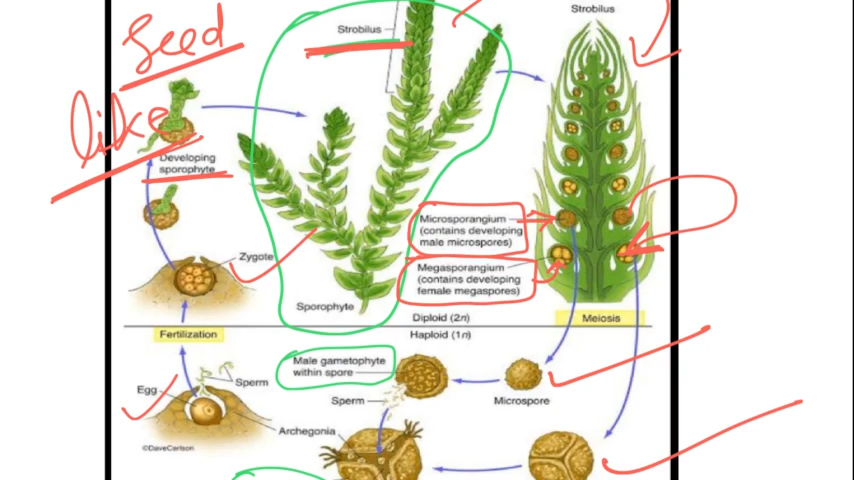 Seed
like
Strobilus
Strobilus
Developing
sporophyte
Microsporangium
(contains developing
male microspores)
Zygote
Megasporangium
(contains developing
female megaspores)
Sporophyte
Diploid (2n)
Meiosis
Haploid (1n)
Fertilization
Male gametophyte
within spore
Egg
Sperm
Sperm
Microspore
Archegonia
©DaveCarlson